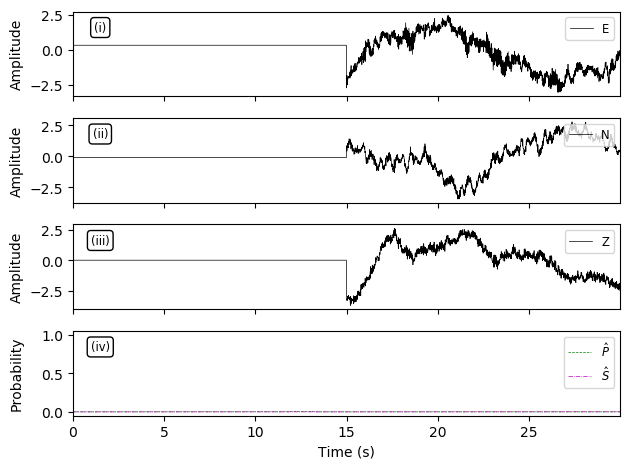 Amplitude
2.5
0.0
−2.5
(i)
E
Amplitude
2.5
0.0
−2.5
(ii)
N
Amplitude
2.5
0.0
−2.5
(iii)
Z
Probability
1.0
0.5
0.0
(iv)
P̂
Ŝ
0 5 10 15 20 25
Time (s)